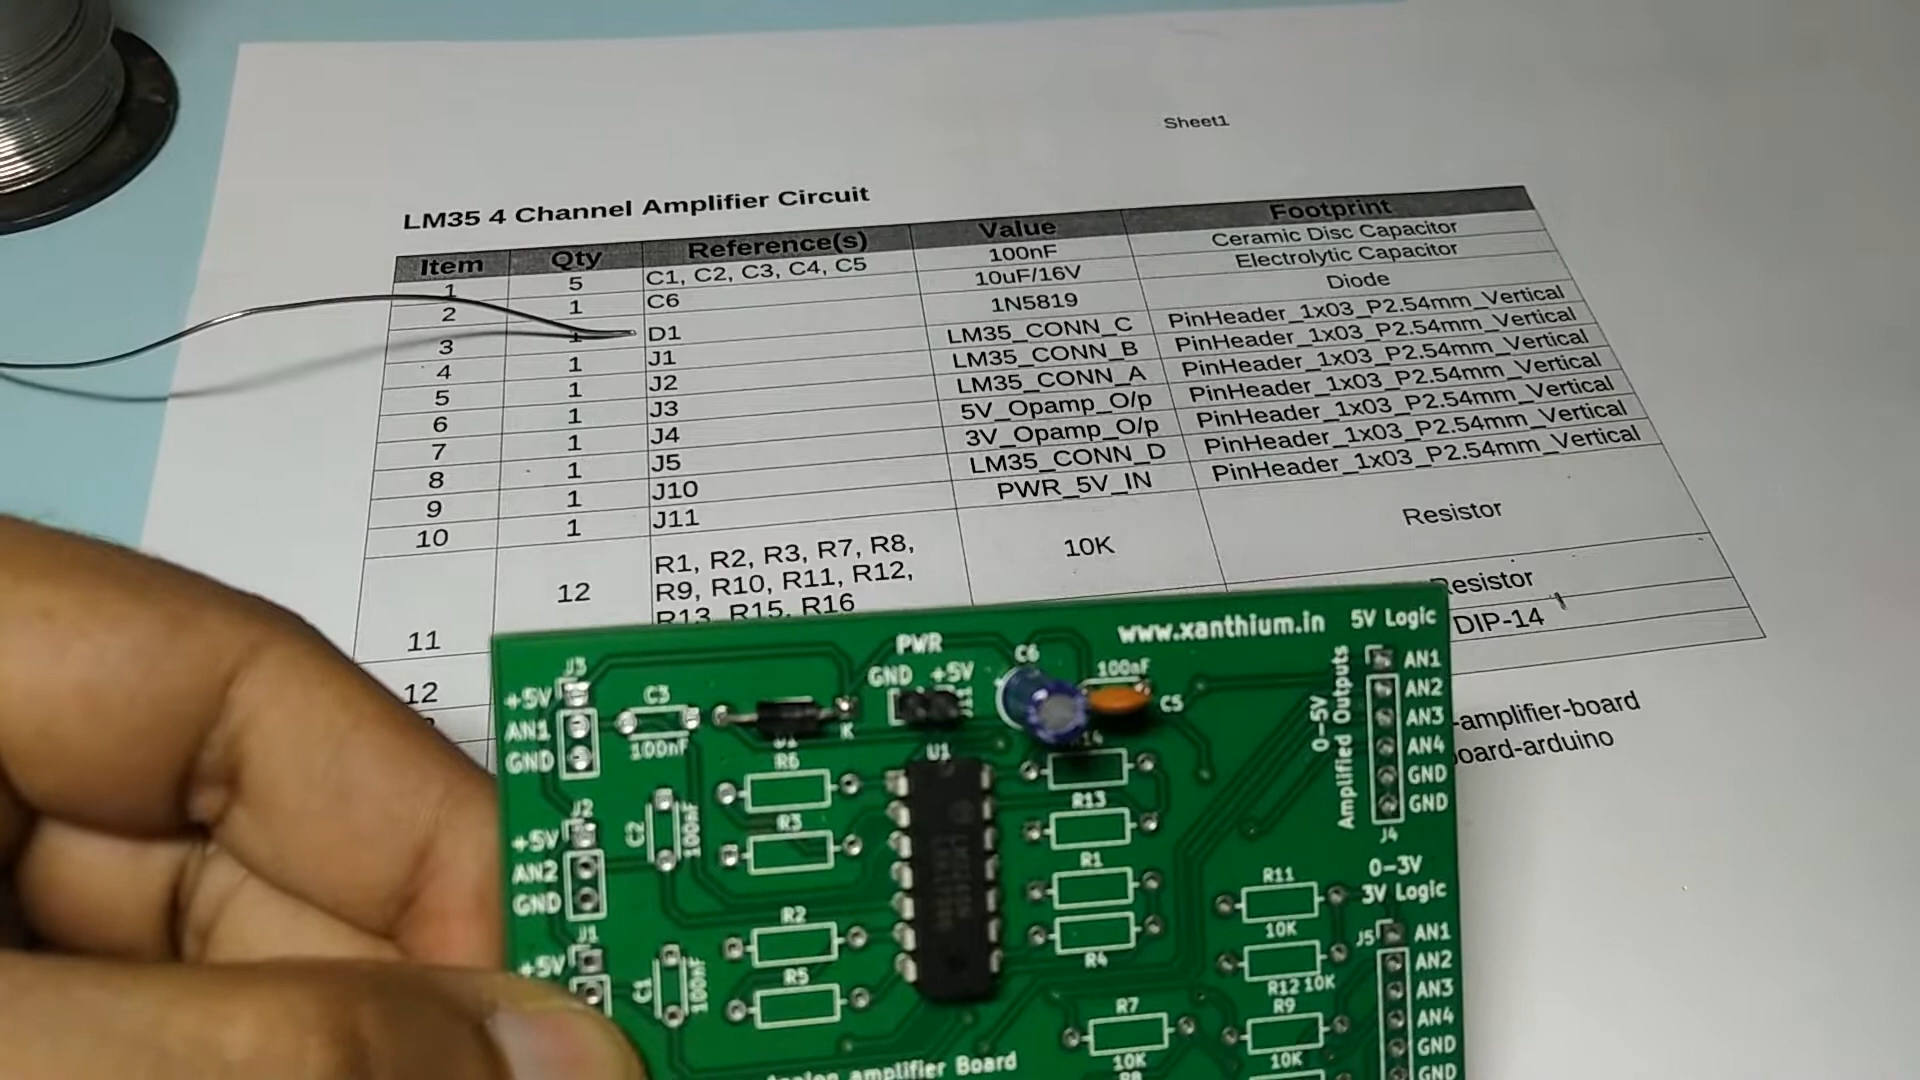 Sheet1
LM35 4 Channel Amplifier Circuit
Item Qty Reference(s) Value Footprint
1 5 C1, C2, C3, C4, C5 100nF Ceramic Disc Capacitor
2 1 C6 10uF/16V Electrolytic Capacitor
3 1 D1 1N5819 Diode
4 1 J1 LM35_CONN_C PinHeader_1x03_P2.54mm_Vertical
5 1 J2 LM35_CONN_B PinHeader_1x03_P2.54mm_Vertical
6 1 J3 LM35_CONN_A PinHeader_1x03_P2.54mm_Vertical
7 1 J4 5V_Opamp_O/p PinHeader_1x03_P2.54mm_Vertical
8 1 J5 3V_Opamp_O/p PinHeader_1x03_P2.54mm_Vertical
9 1 J10 LM35_CONN_D PinHeader_1x03_P2.54mm_Vertical
10 1 J11 PWR_5V_IN PinHeader_1x03_P2.54mm_Vertical
11 12 R1, R2, R3, R7, R8,
R9, R10, R11, R12,
R13, R15, R16 10K Resistor
12 Resistor
DIP-14
-amplifier-board
oard-arduino
www.xanthium.in 5V Logic
PWR
GND +5V
J11
J3
+5V
AN1
GND
C3
100nF
K
C6
100nF
C5
U1
R6
R3
R14
R13
R1
R4
J2
+5V
AN2
GND
C2
100nF
R2
R5
J1
+5V
C1
100nF
0-5V
Amplified Outputs
AN1
AN2
AN3
AN4
GND
GND
J4
0-3V
3V Logic
J5
AN1
AN2
AN3
AN4
GND
GND
R11
10K
R12 10K
R9
10K
R7
10K
R8
amplifier Board